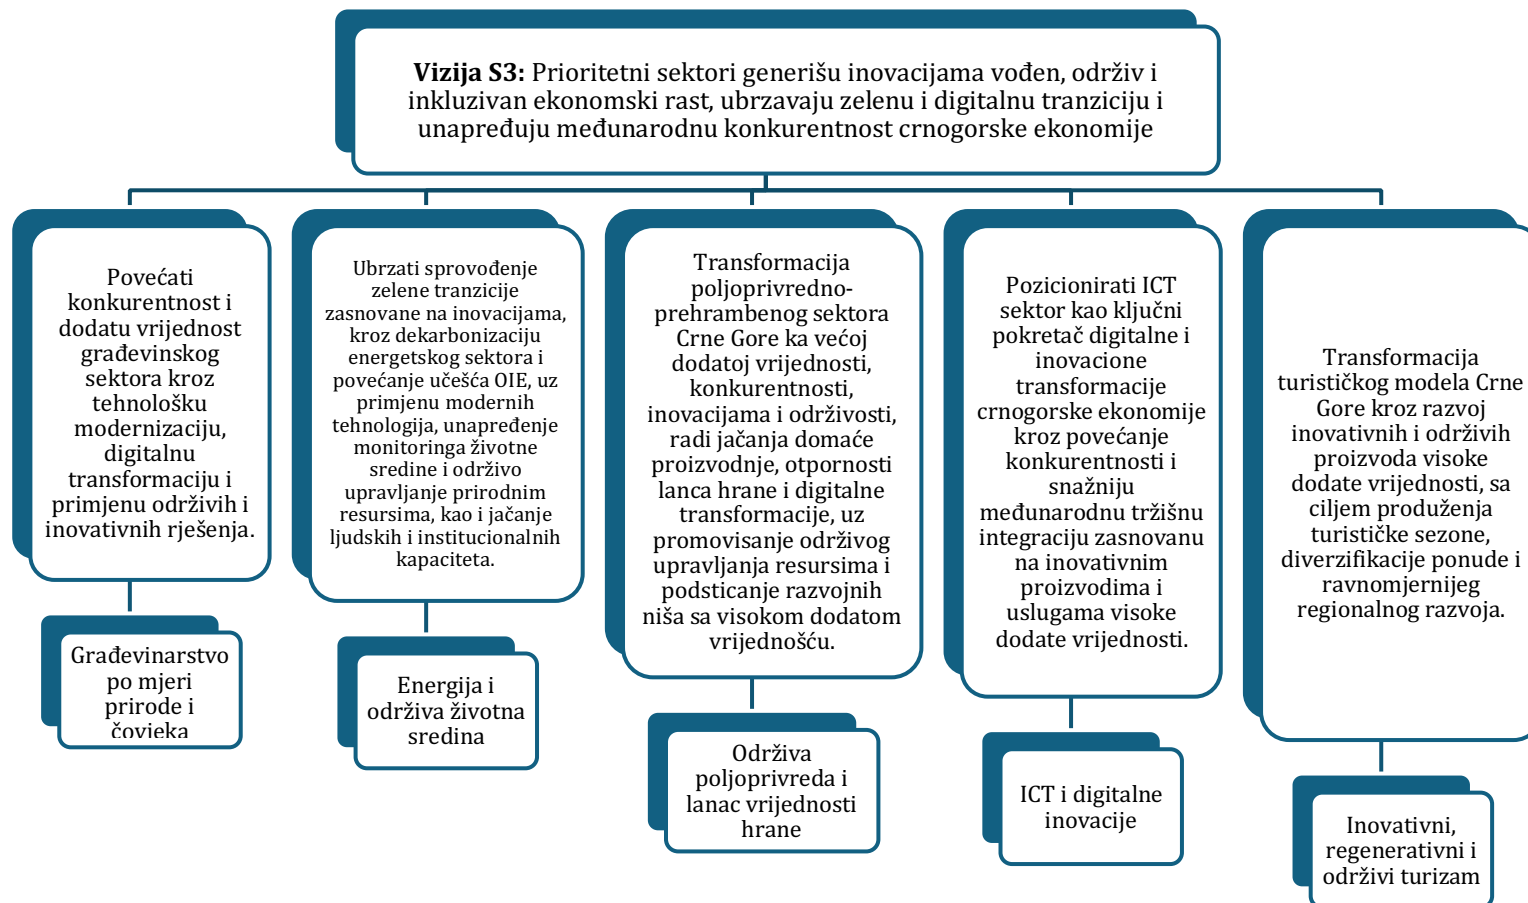 Vizija S3: Prioritetni sektori generišu inovacijama vođen, održiv i
inkluzivan ekonomski rast, ubrzavaju zelenu i digitalnu tranziciju i
unapređuju međunarodnu konkurentnost crnogorske ekonomije
Povećati
konkurentnost i
dodatu vrijednost
građevinskog
sektora kroz
tehnološku
modernizaciju,
digitalnu
transformaciju i
primjenu održivih i
inovativnih rješenja.
Građevinarstvo
po mjeri
prirode i
čovjeka
Ubrzati sprovođenje
zelene tranzicije
zasnovane na inovacijama,
kroz dekarbonizaciju
energetskog sektora i
povećanje učešća OIE, uz
primjenu modernih
tehnologija, unapređenje
monitoringa životne
sredine i održivo
upravljanje prirodnim
resursima, kao i jačanje
ljudskih i institucionalnih
kapaciteta.
Energija i
održiva životna
sredina
Transformacija
poljoprivredno-
prehrambenog sektora
Crne Gore ka većoj
dodatoj vrijednosti,
konkurentnosti,
inovacijama i održivosti,
radi jačanja domaće
proizvodnje, otpornosti
lanca hrane i digitalne
transformacije, uz
promovisanje održivog
upravljanja resursima i
podsticanje razvojnih
niša sa visokom dodatom
vrijednošću.
Održiva
poljoprivreda i
lanac vrijednosti
hrane
Pozicionirati ICT
sektor kao ključni
pokretač digitalne i
inovacione
transformacije
crnogorske ekonomije
kroz povećanje
konkurentnosti i
snažniju
međunarodnu tržišnu
integraciju zasnovanu
na inovativnim
proizvodima i
uslugama visoke
dodate vrijednosti.
ICT i digitalne
inovacije
Transformacija
turističkog modela Crne
Gore kroz razvoj
inovativnih i održivih
proizvoda visoke
dodate vrijednosti, sa
ciljem produženja
turističke sezone,
diverzifikacije ponude i
ravnomjernijeg
regionalnog razvoja.
Inovativni,
regenerativni i
održivi turizam